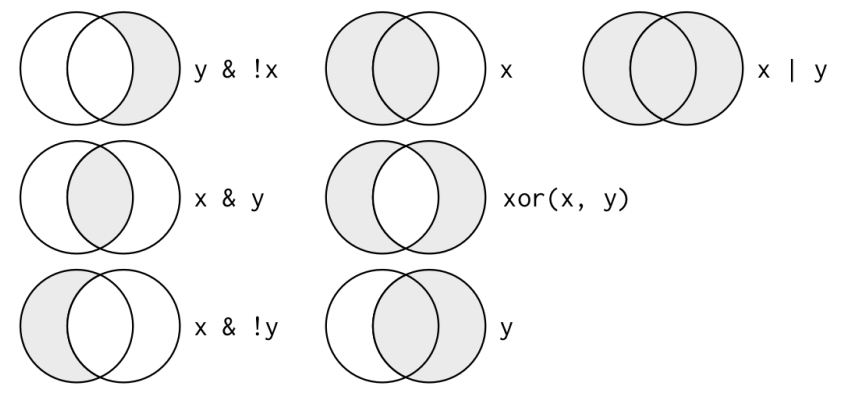 y & !x
x
x | y
x & y
xor(x, y)
x & !y
y